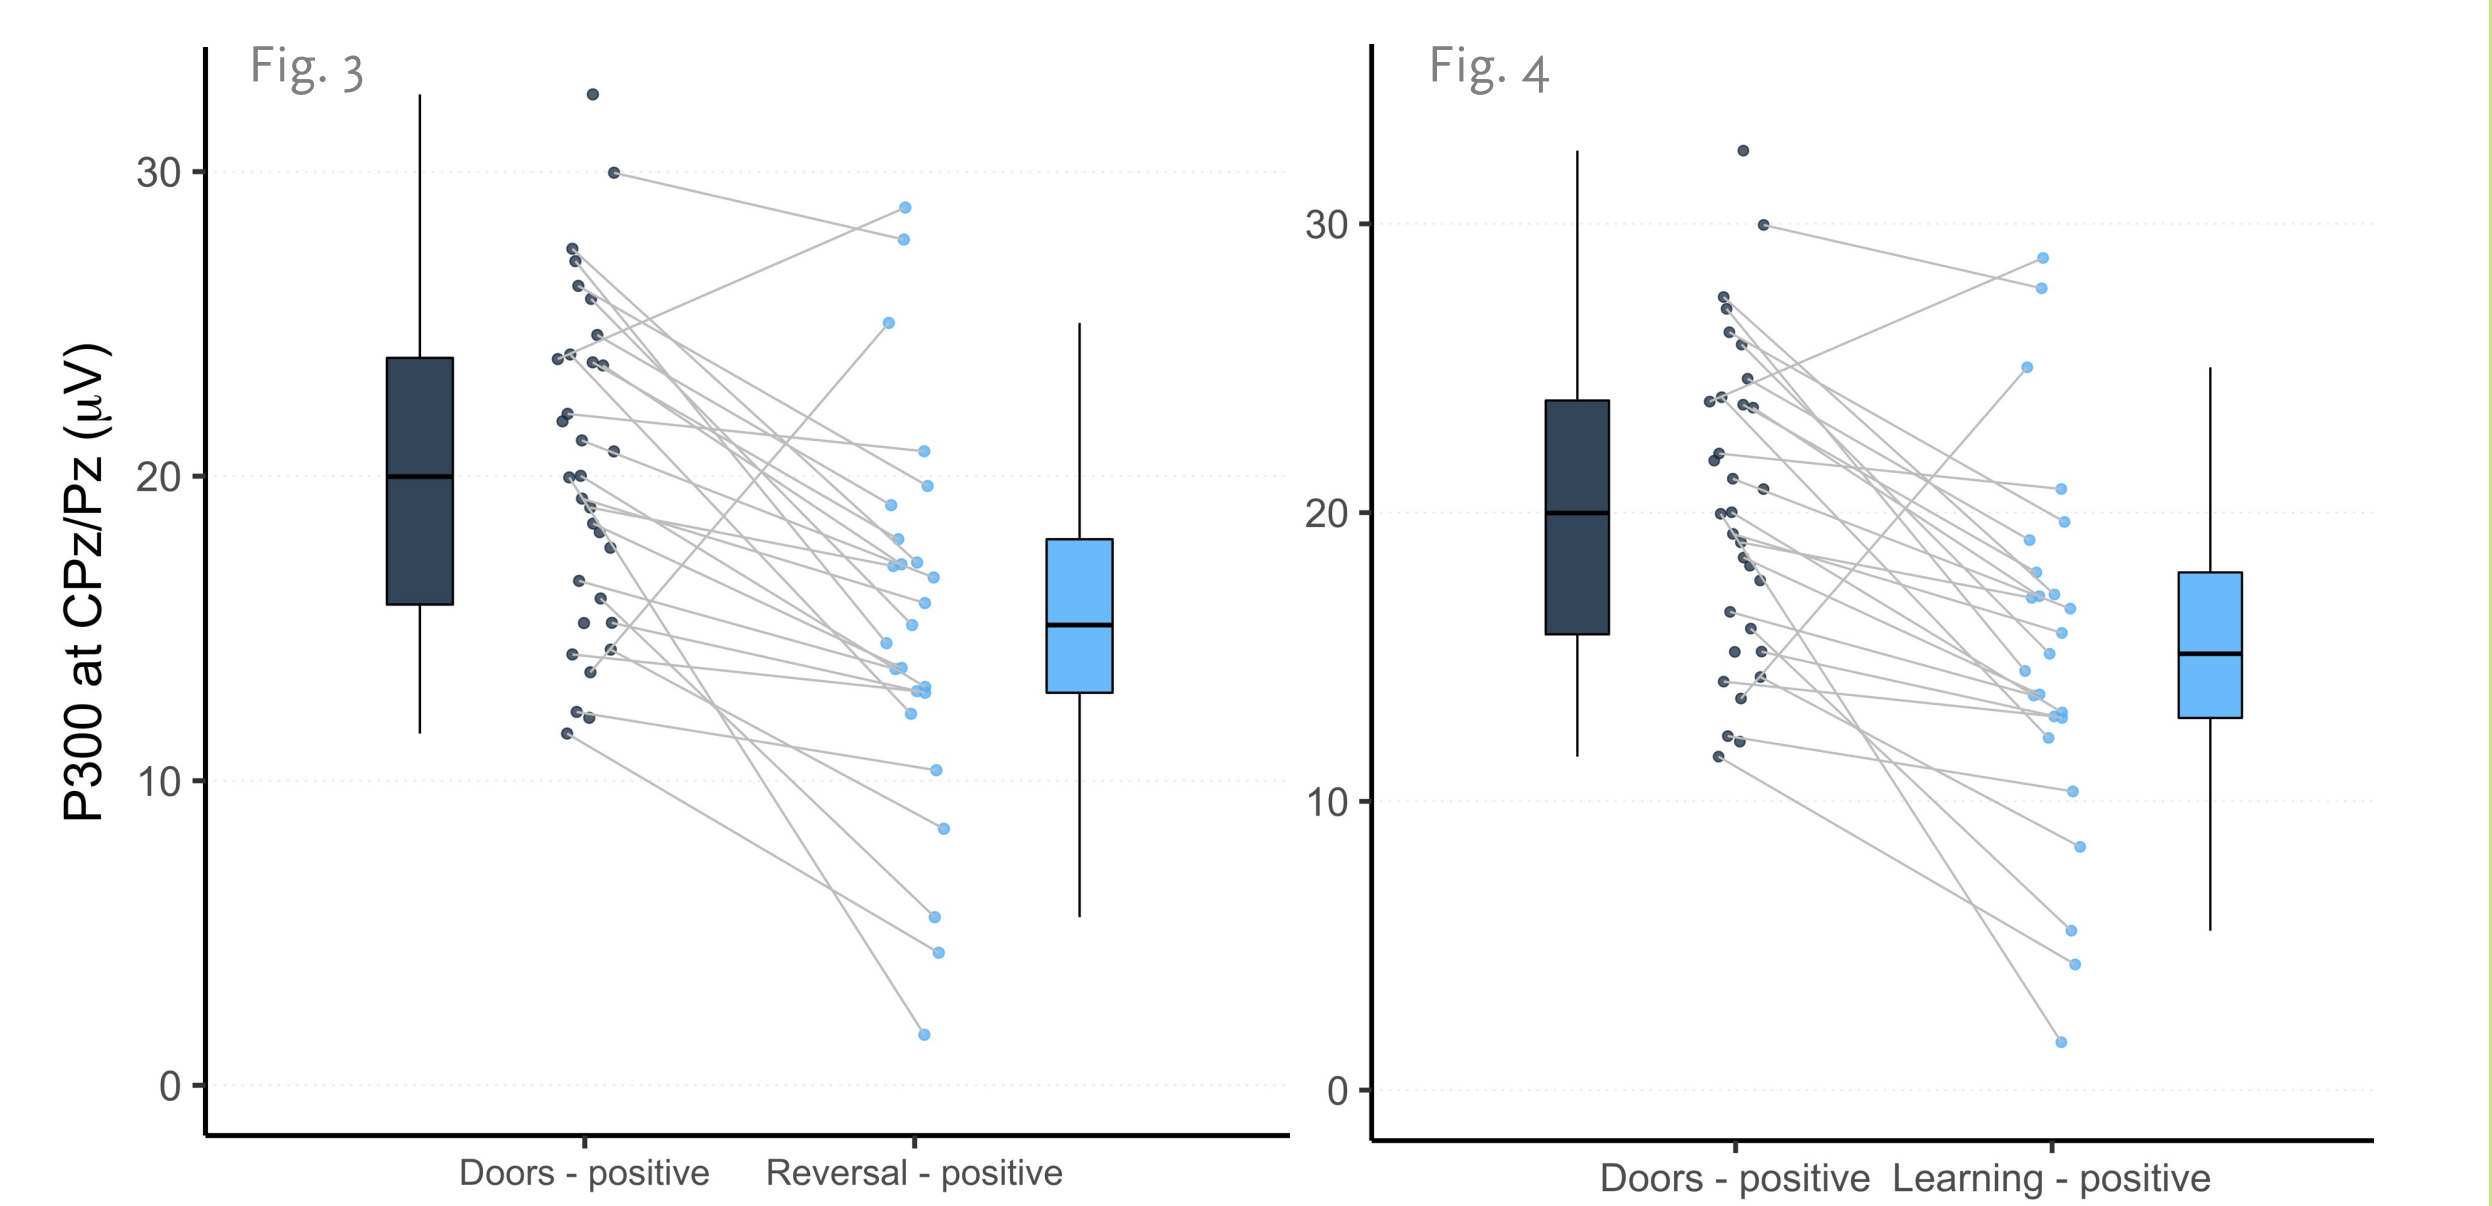 Fig. 3
P300 at CPz/Pz (µV)
30
20
10
0
Doors - positive
Reversal - positive
Fig. 4
30
20
10
0
Doors - positive
Learning - positive